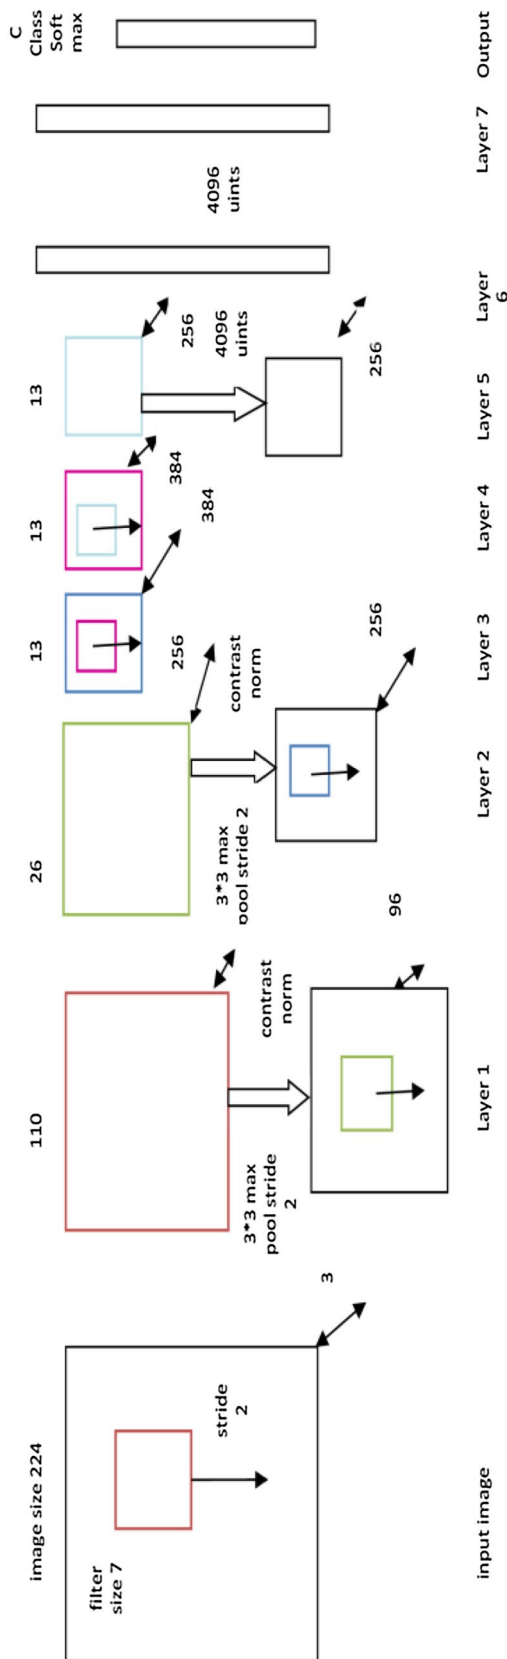 image size 224
110
26
13
13
13
C
Class
Soft
max
filter
size 7
stride
2
3
3*3 max
pool stride
2
contrast
norm
96
3*3 max
pool stride 2
contrast
norm
256
256
384
384
256
4096
uints
256
4096
uints
input image
Layer 1
Layer 2
Layer 3
Layer 4
Layer 5
Layer
6
Layer 7
Output